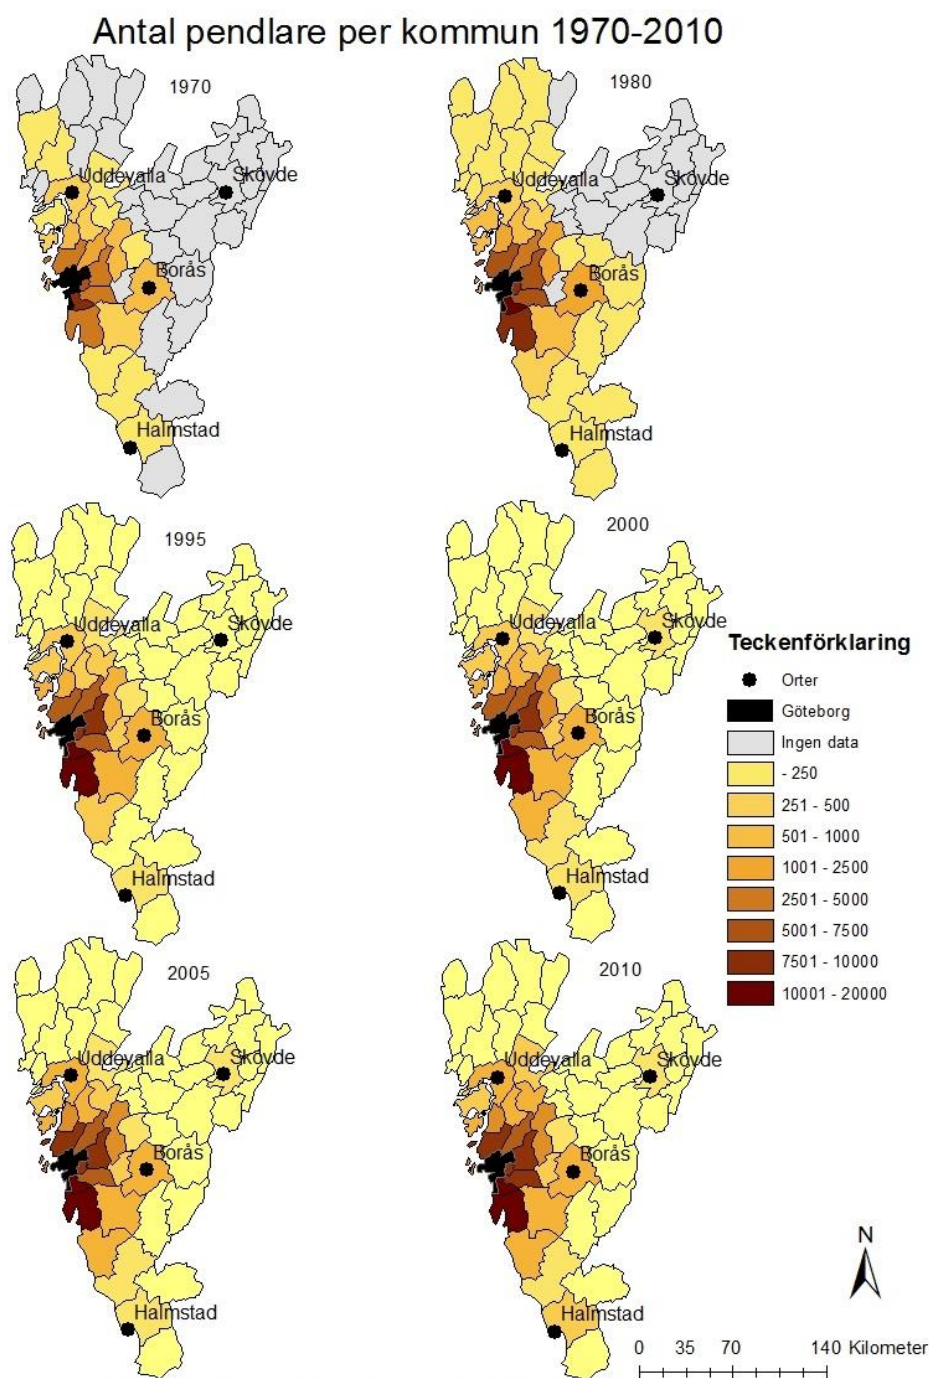 Antal pendlare per kommun 1970-2010
1970
Uddevalla
Skövde
Borås
Halmstad
1980
Uddevalla
Skövde
Borås
Halmstad
1995
Uddevalla
Skövde
Borås
Halmstad
2000
Uddevalla
Skövde
Borås
Halmstad
Teckenförklaring
Orter
Göteborg
Ingen data
- 250
251 - 500
501 - 1000
1001 - 2500
2501 - 5000
5001 - 7500
7501 - 10000
10001 - 20000
2005
Uddevalla
Skövde
Borås
Halmstad
2010
Uddevalla
Skövde
Borås
Halmstad
N
0 35 70 140 Kilometer